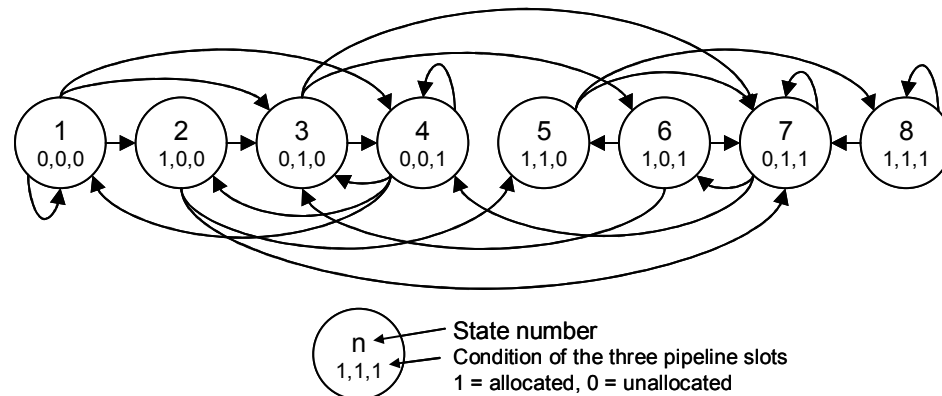 1 2 3 4 5 6 7 8
0,0,0 1,0,0 0,1,0 0,0,1 1,1,0 1,0,1 0,1,1 1,1,1
n State number
1,1,1 Condition of the three pipeline slots
1 = allocated, 0 = unallocated